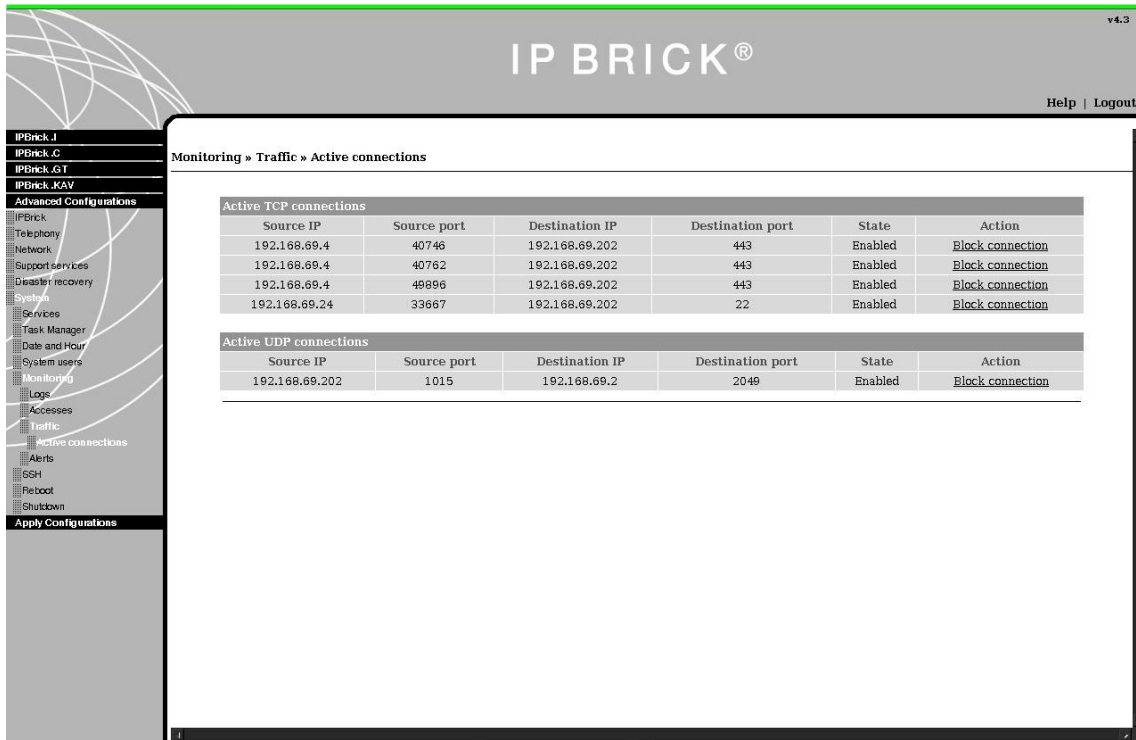 v4.3
IPBRICK®
Help | Logout
IPBrick .I
IPBrick .C
IPBrick .GT
IPBrick .KAV
Advanced Configurations
IPBrick
Telephony
Network
Support services
Disaster recovery
System
Services
Task Manager
Date and Hour
System users
Monitoring
Logs
Accesses
Traffic
Active connections
Alerts
SSH
Reboot
Shutdown
Apply Configurations
Monitoring » Traffic » Active connections
Active TCP connections
Source IP Source port Destination IP Destination port State Action
192.168.69.4 40746 192.168.69.202 443 Enabled Block connection
192.168.69.4 40762 192.168.69.202 443 Enabled Block connection
192.168.69.4 49896 192.168.69.202 443 Enabled Block connection
192.168.69.24 33667 192.168.69.202 22 Enabled Block connection
Active UDP connections
Source IP Source port Destination IP Destination port State Action
192.168.69.202 1015 192.168.69.2 2049 Enabled Block connection